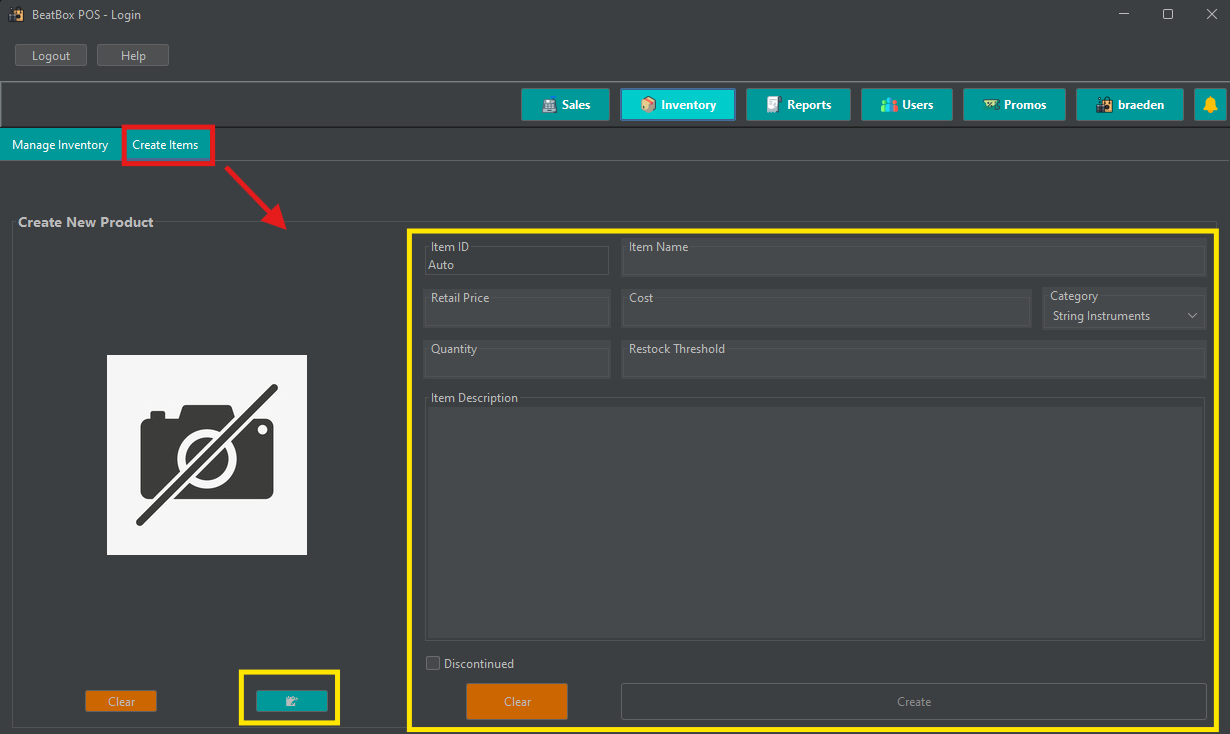 BeatBox POS - Login
Logout Help
Sales Inventory Reports Users Promos braeden
Manage Inventory Create Items
Create New Product
Item ID Item Name
Auto
Retail Price Cost Category
String Instruments
Quantity Restock Threshold
Item Description
Discontinued
Clear Clear Create